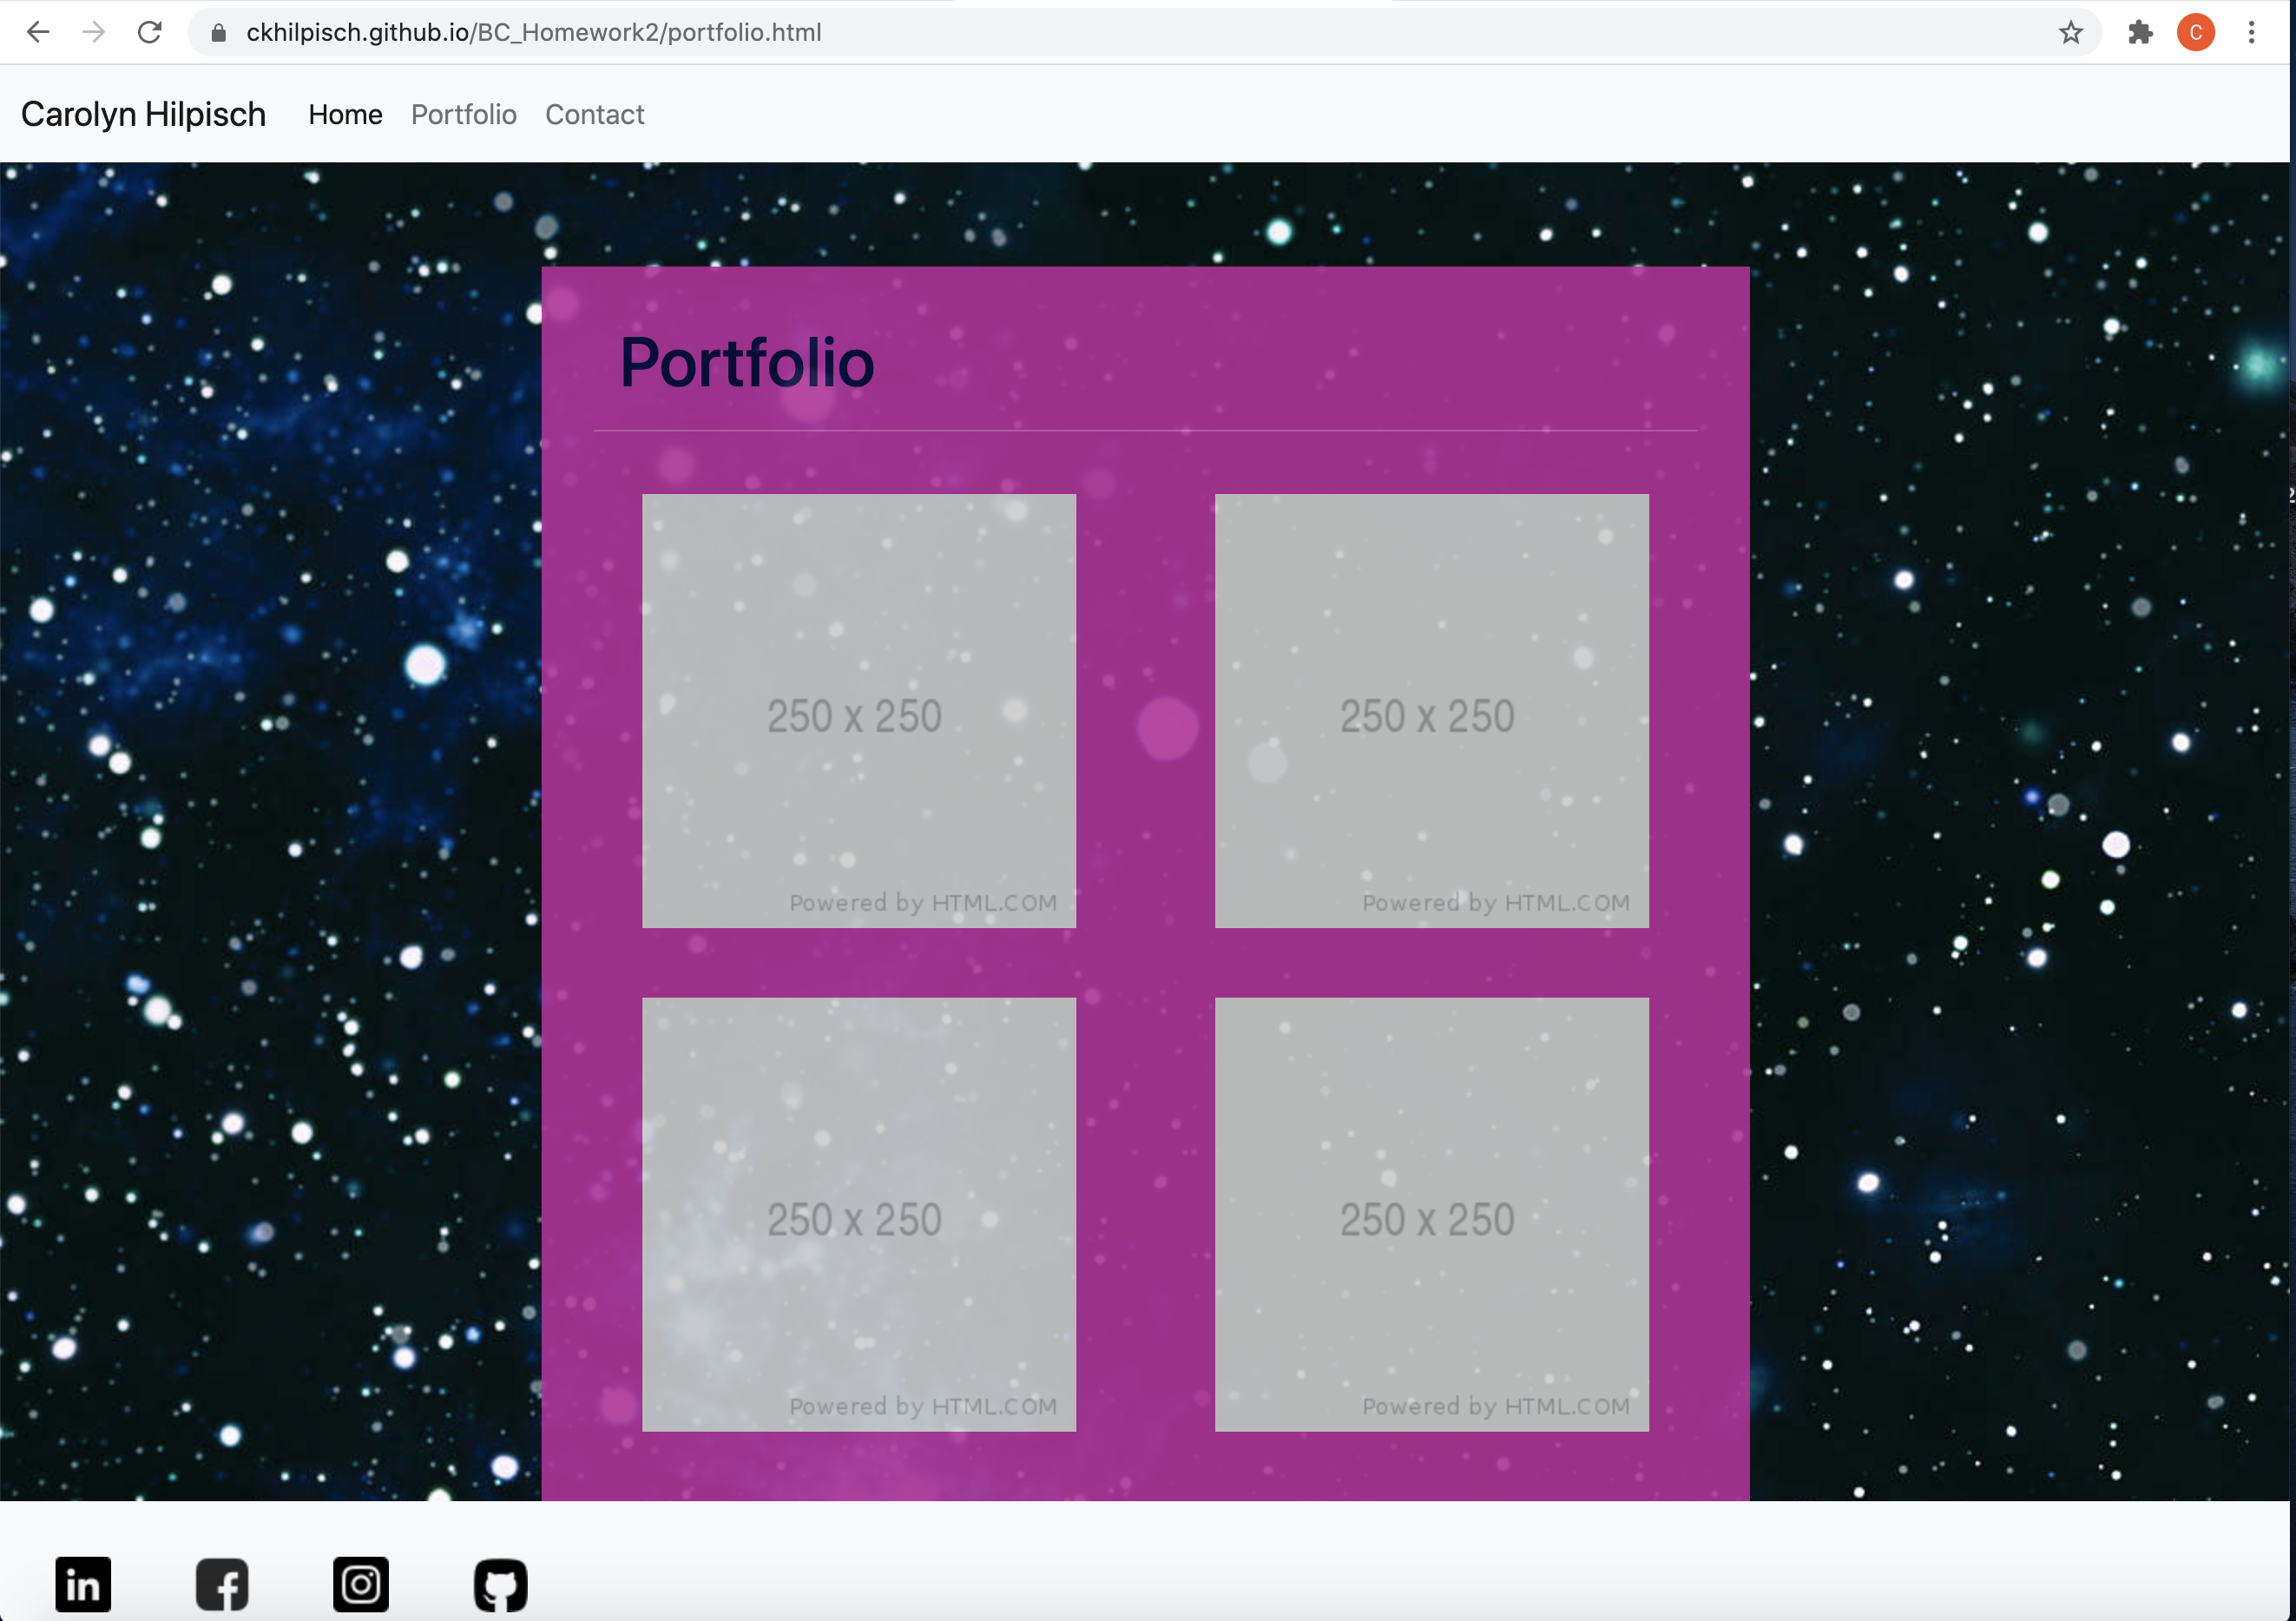 ckhilpisch.github.io/BC_Homework2/portfolio.html
C
Carolyn Hilpisch Home Portfolio Contact
Portfolio
250 x 250 250 x 250
Powered by HTML.COM Powered by HTML.COM
250 x 250 250 x 250
Powered by HTML.COM Powered by HTML.COM
in